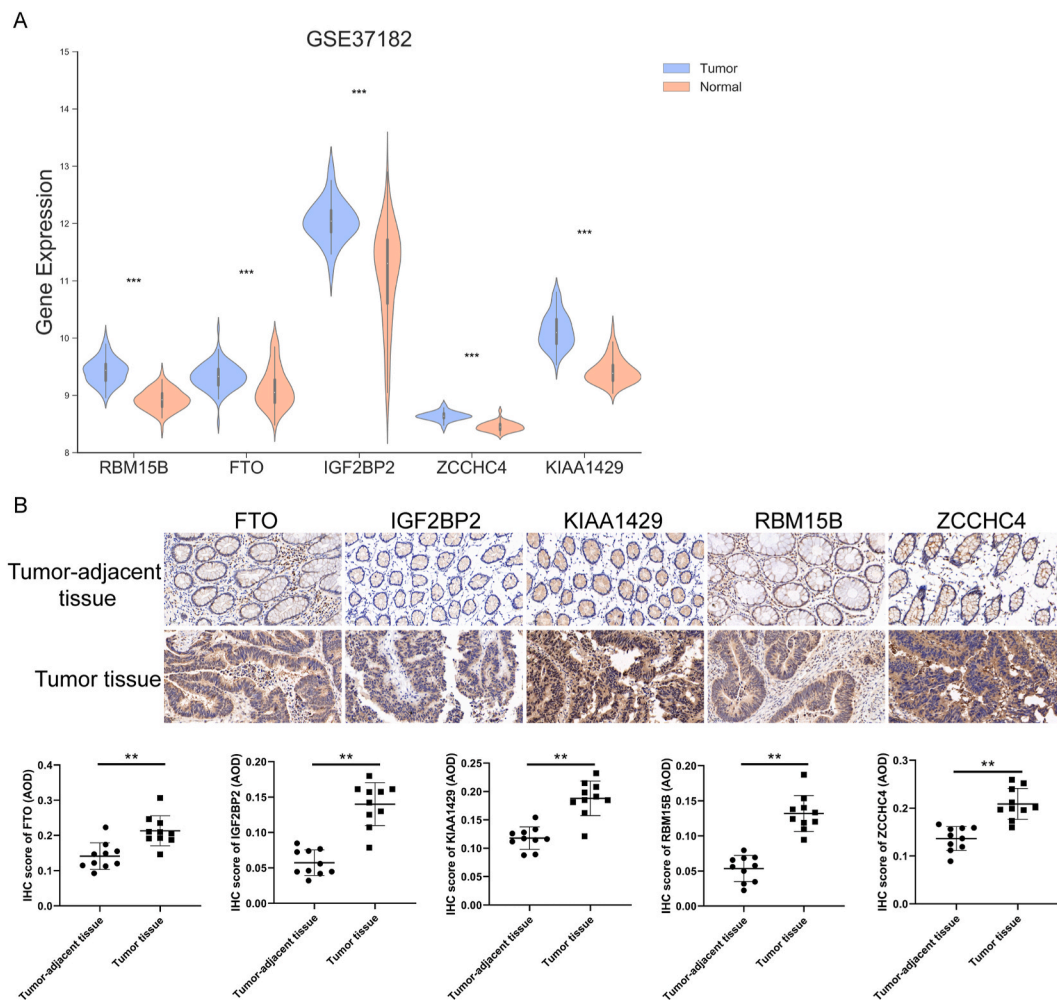 A
GSE37182
15
14
13
12
11
10
9
8
Gene Expression
Tumor
Normal
***
***
***
***
***
RBM15B
FTO
IGF2BP2
ZCCHC4
KIAA1429
B
FTO
IGF2BP2
KIAA1429
RBM15B
ZCCHC4
Tumor-adjacent
tissue
Tumor tissue
IHC score of FTO (AOD)
0.4
0.3
0.2
0.1
0.0
**
Tumor-adjacent tissue
Tumor tissue
IHC score of IGF2BP2 (AOD)
0.20
0.15
0.10
0.05
0.00
**
Tumor-adjacent tissue
Tumor tissue
IHC score of KIAA1429 (AOD)
0.25
0.20
0.15
0.10
0.05
0.00
**
Tumor-adjacent tissue
Tumor tissue
IHC score of RBM15B (AOD)
0.20
0.15
0.10
0.05
0.00
**
Tumor-adjacent tissue
Tumor tissue
IHC score of ZCCHC4 (AOD)
0.3
0.2
0.1
0.0
**
Tumor-adjacent tissue
Tumor tissue